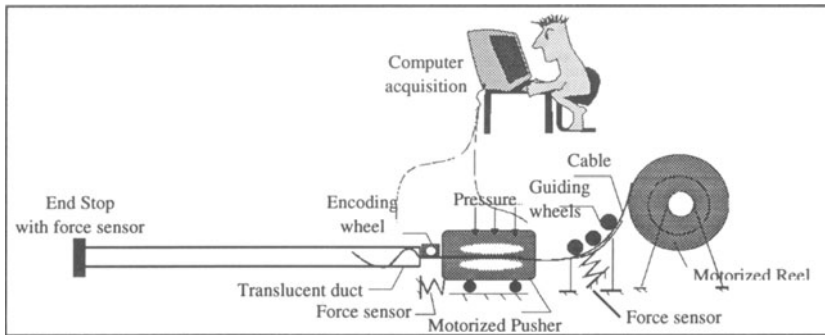 Computer
acquisition
Cable
End Stop
with force sensor
Encoding
wheel
Pressure
Guiding
wheels
Translucent duct
Force sensor
Motorized Pusher
Motorized Reel
Force sensor